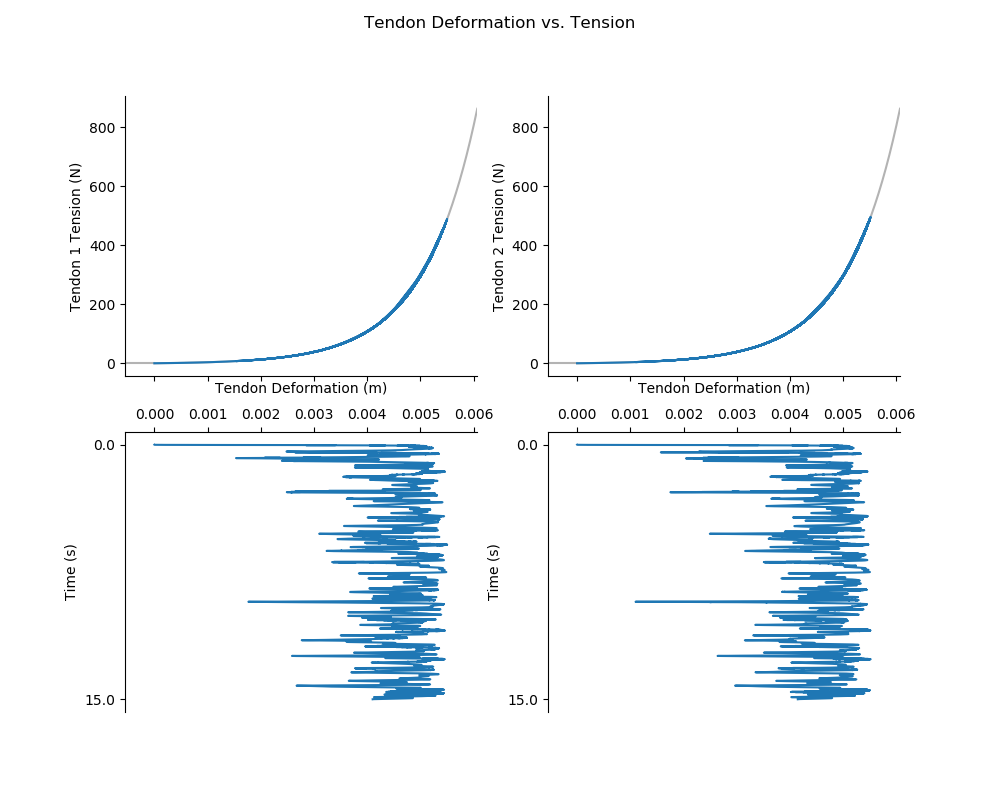 Tendon Deformation vs. Tension
800
600
400
200
0
Tendon 1 Tension (N)
Tendon Deformation (m)
800
600
400
200
0
Tendon 2 Tension (N)
Tendon Deformation (m)
0.000 0.001 0.002 0.003 0.004 0.005 0.006
0.0
15.0
Time (s)
0.000 0.001 0.002 0.003 0.004 0.005 0.006
0.0
15.0
Time (s)